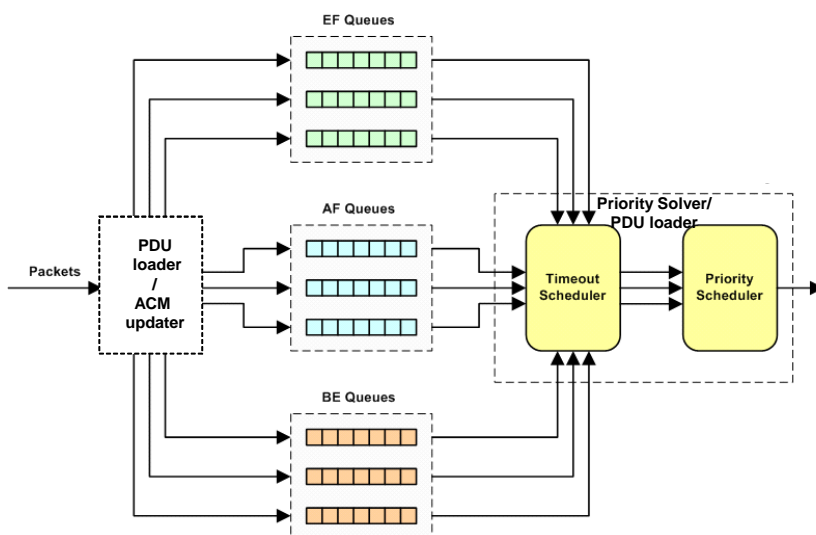 EF Queues
Priority Solver/
PDU loader
AF Queues
PDU
loader
/
ACM
updater
Packets
Timeout
Scheduler
Priority
Scheduler
BE Queues